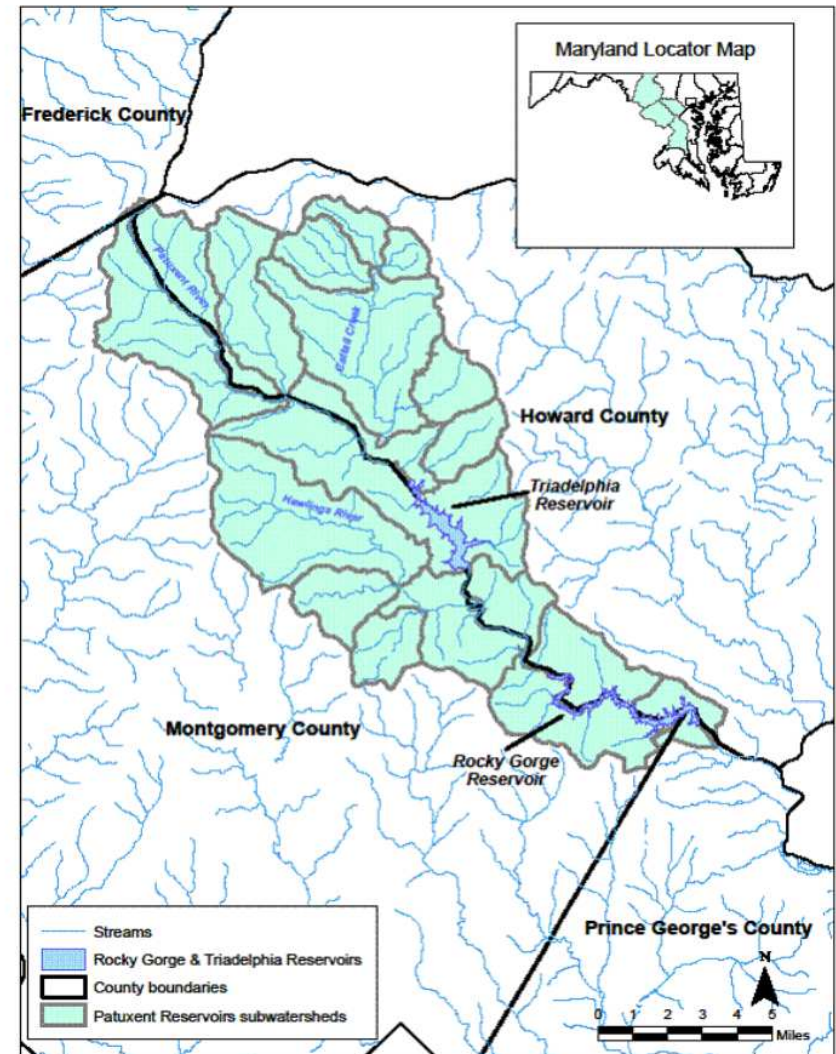 Maryland Locator Map
Frederick County
Patuxent River
Cattail Creek
Howard County
Triadelphia
Reservoir
Hawlings River
Montgomery County
Rocky Gorge
Reservoir
Prince George's County
Streams
Rocky Gorge & Triadelphia Reservoirs
County boundaries
Patuxent Reservoirs subwatersheds
N
0 1 2 3 4 5
Miles